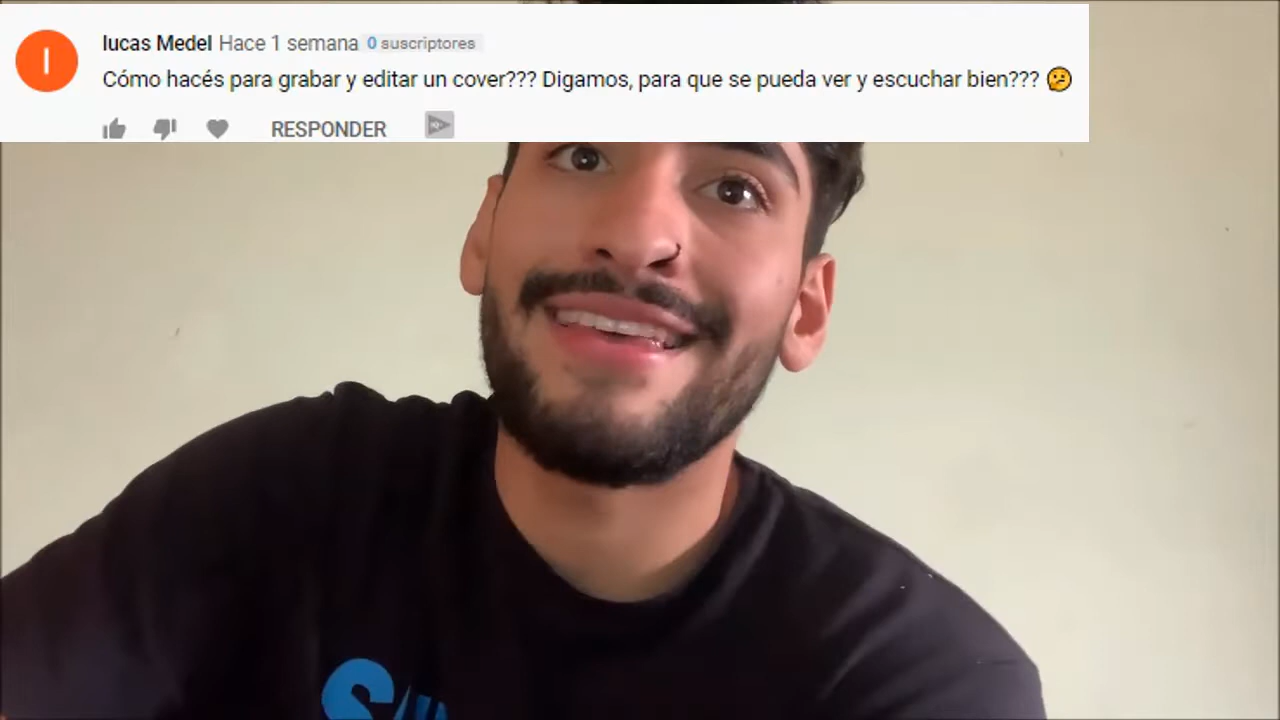 lucas Medel Hace 1 semana 0 suscriptores
Cómo hacés para grabar y editar un cover??? Digamos, para que se pueda ver y escuchar bien??? 🫤
RESPONDER